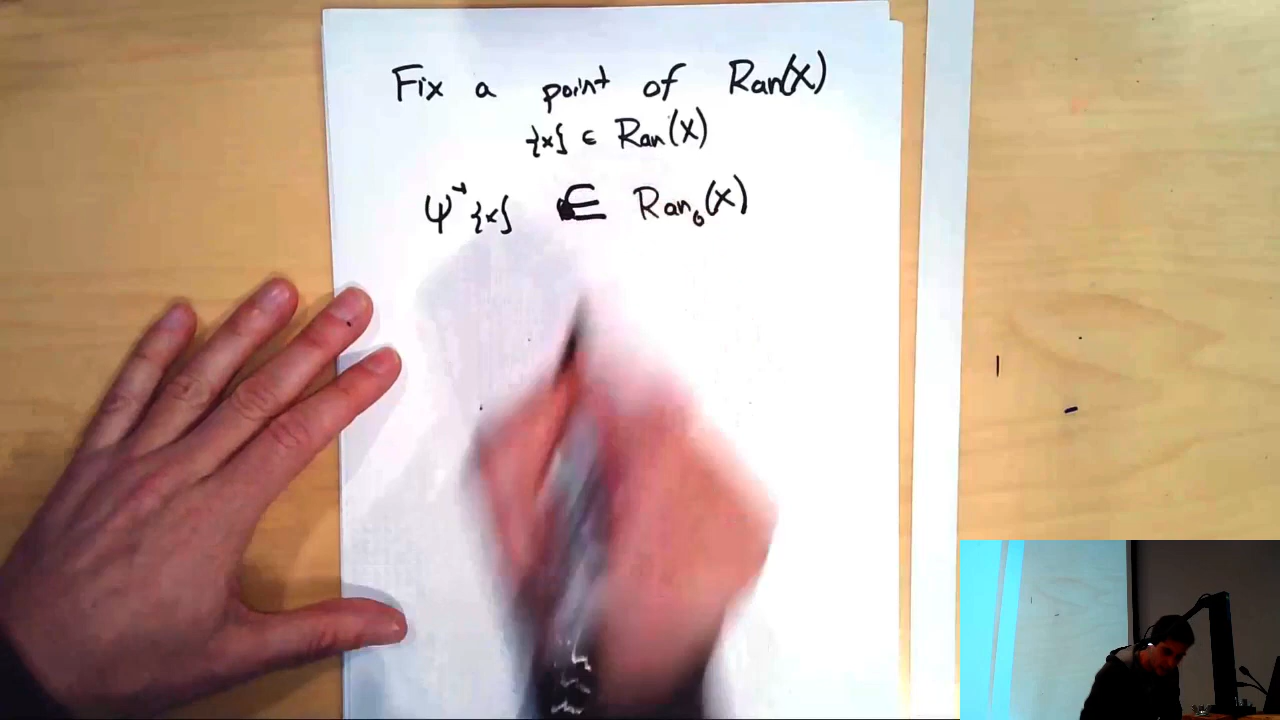 Fix a point of Ran(X)
{x} ∈ Ran(X)
ψ⁻¹{x} ∈ Ran₀(X)